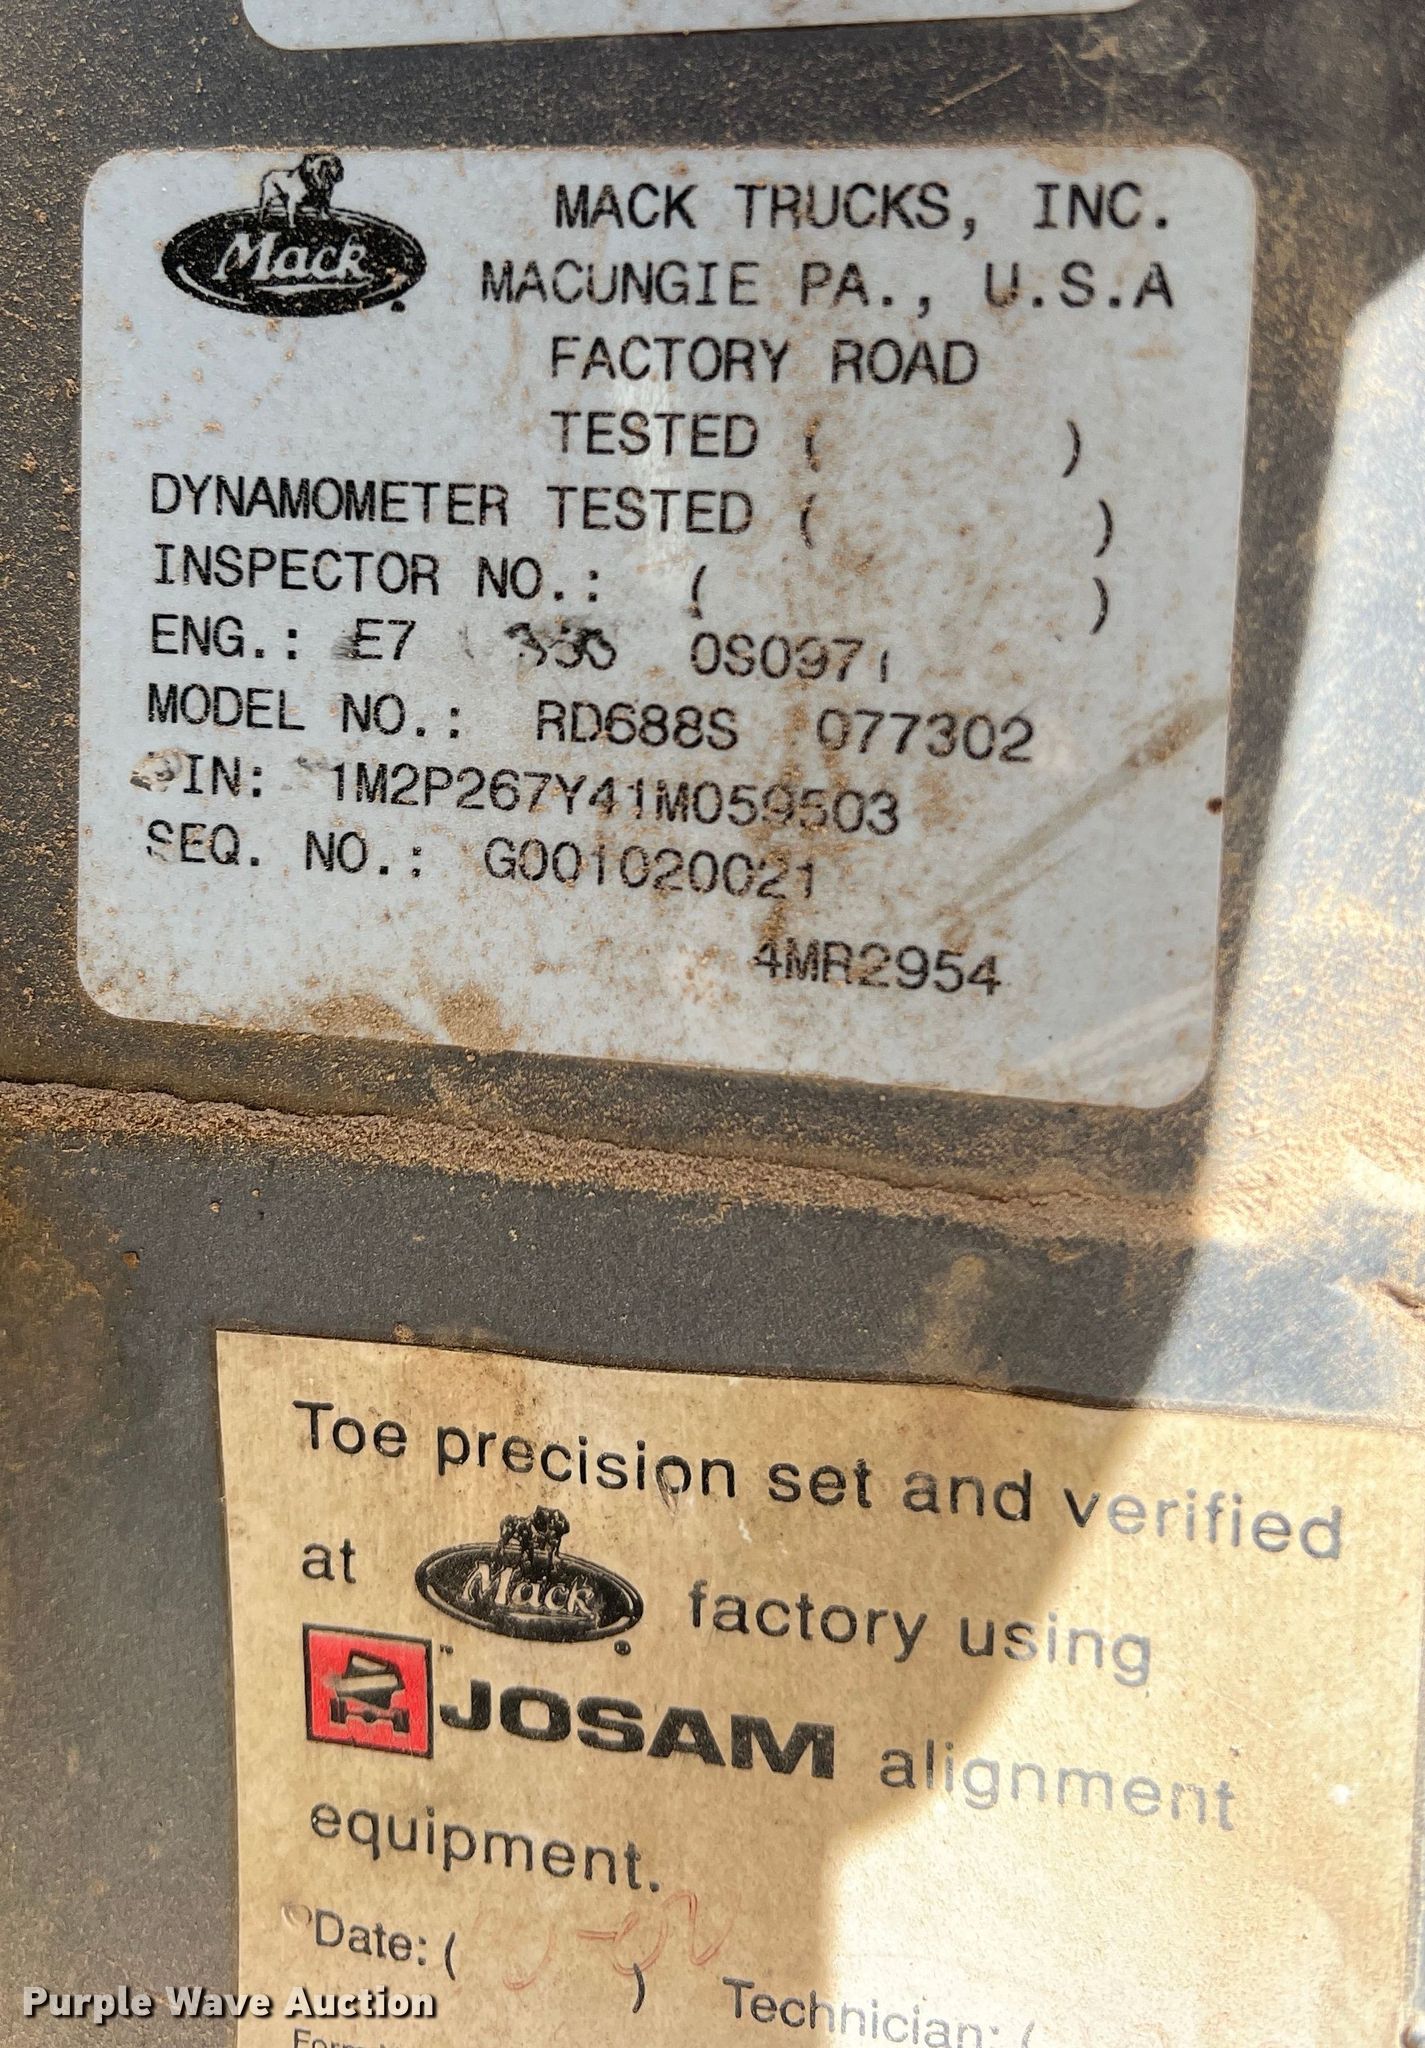 Mack
MACK TRUCKS, INC.
MACUNGIE PA., U.S.A
FACTORY ROAD
TESTED ( )
DYNAMOMETER TESTED ( )
INSPECTOR NO.: ( )
ENG.: E7 0S0971
MODEL NO.: RD688S 077302
VIN: 1M2P267Y41M059503
SEQ. NO.: G001020021
4MR2954
Toe precision set and verified
at Mack® factory using
™JOSAM alignment
equipment.
Date: ( ) Technician: (
Purple Wave Auction